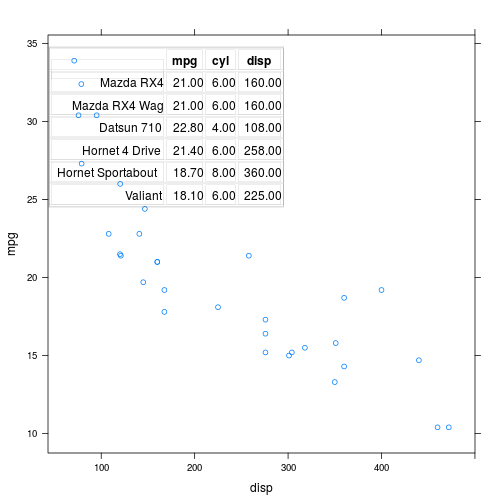 35
mpg cyl disp
Mazda RX4 21.00 6.00 160.00
Mazda RX4 Wag 21.00 6.00 160.00
30
Datsun 710 22.80 4.00 108.00
Hornet 4 Drive 21.40 6.00 258.00
Hornet Sportabout 18.70 8.00 360.00
25
Valiant 18.10 6.00 225.00
mpg
20
15
10
100 200 300 400
disp